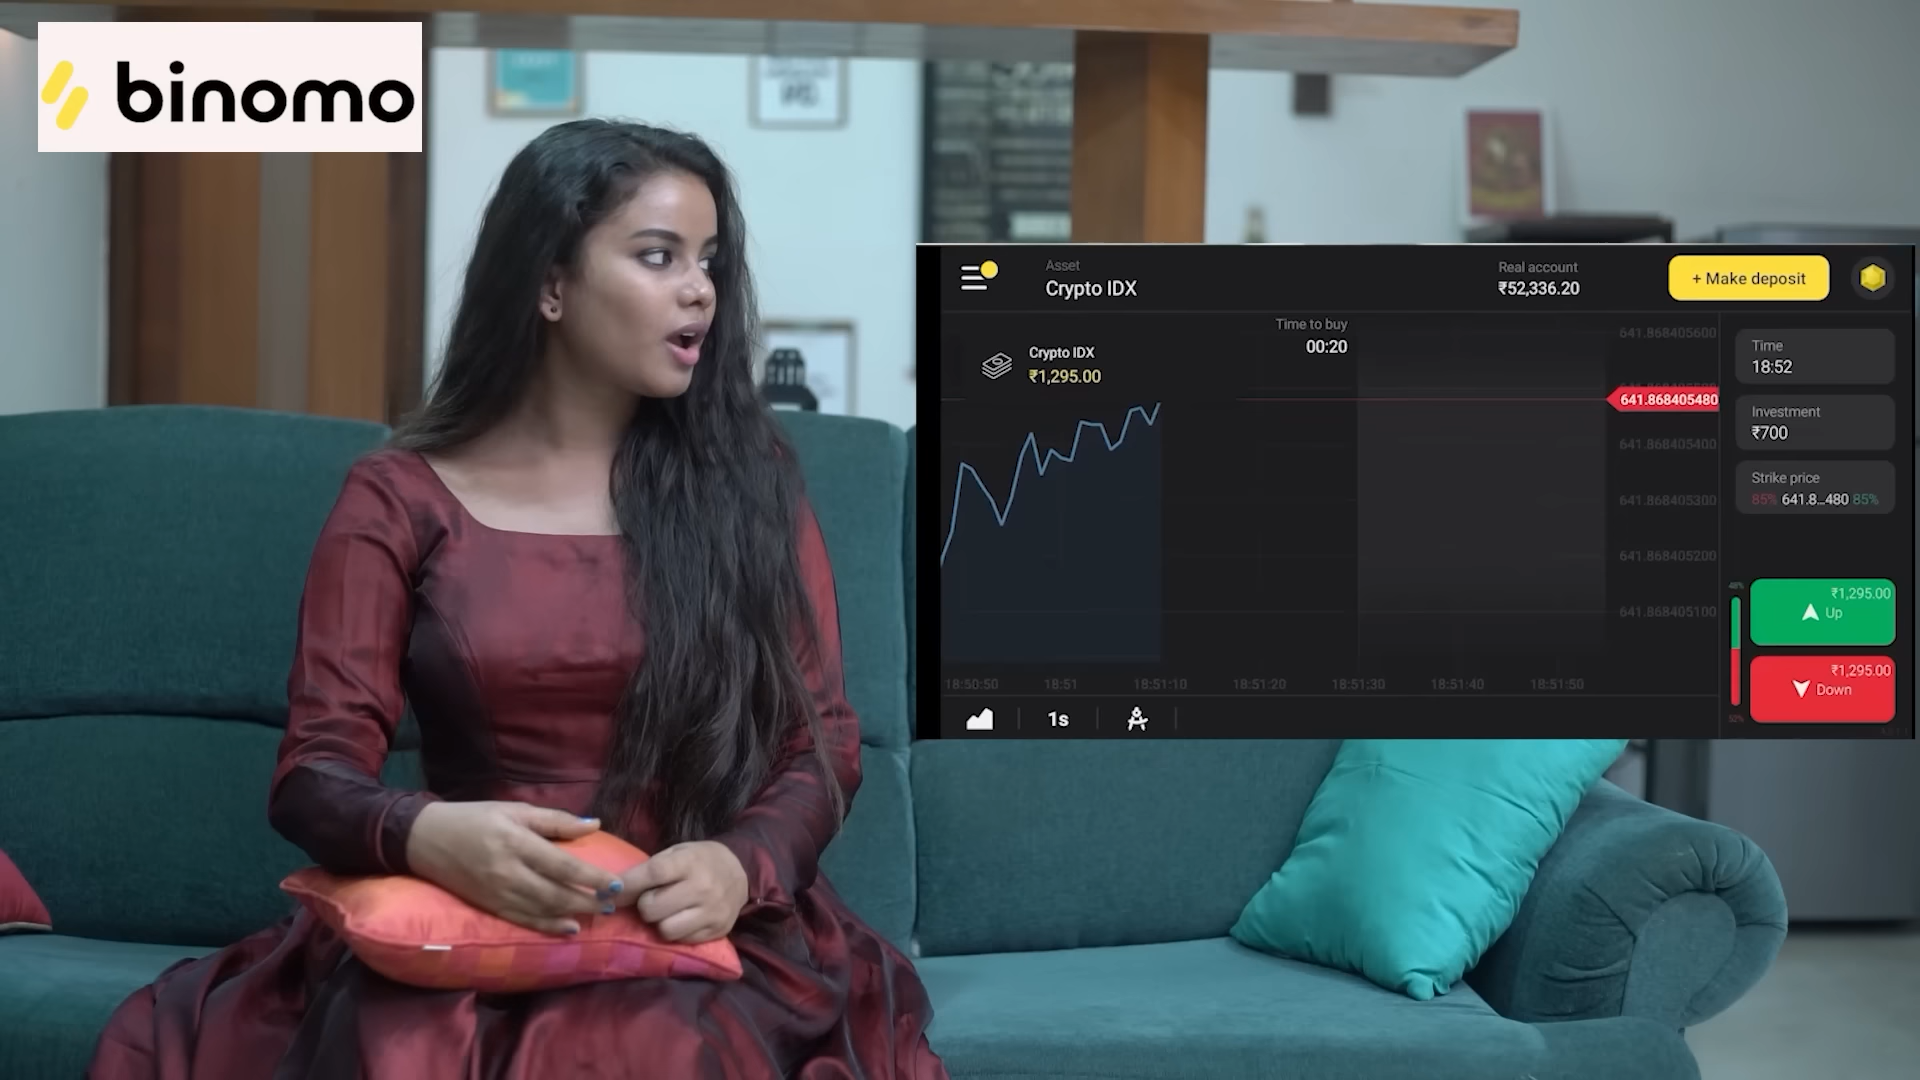 binomo
Asset
Crypto IDX
Real account
₹52,336.20
+ Make deposit
Time to buy
00:20
Crypto IDX
₹1,295.00
641.868405600
641.868405480
641.868405400
641.868405300
641.868405200
641.868405100
Time
18:52
Investment
₹700
Strike price
85% 641.8...480 85%
₹1,295.00
Up
₹1,295.00
Down
18:50:50 18:51 18:51:10 18:51:20 18:51:30 18:51:40 18:51:50
1s